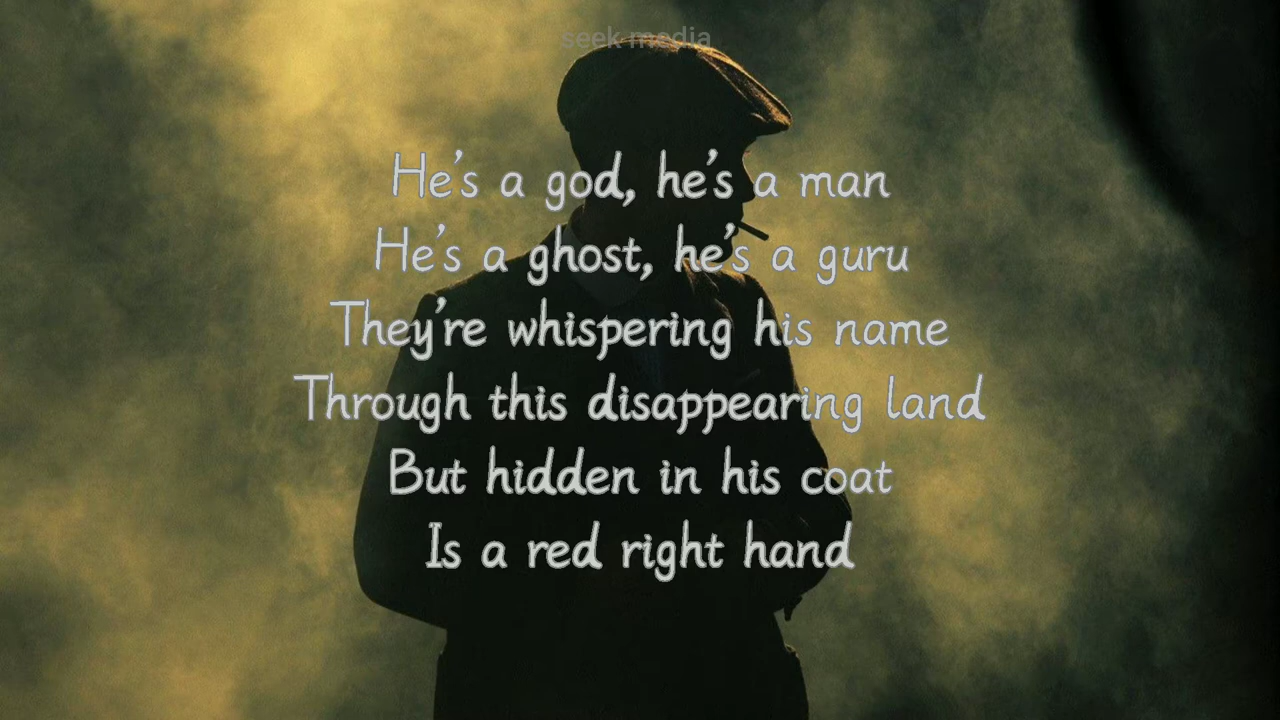 seek media
He's a god, he's a man
He's a ghost, he's a guru
They're whispering his name
Through this disappearing land
But hidden in his coat
Is a red right hand